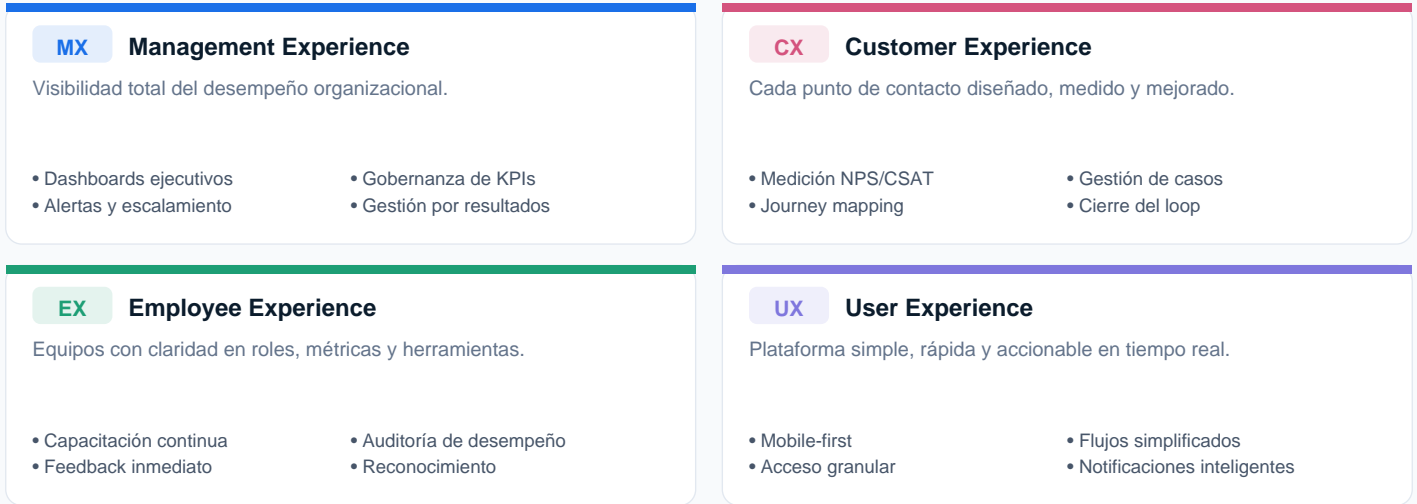 MX Management Experience
Visibilidad total del desempeño organizacional.
• Dashboards ejecutivos • Gobernanza de KPIs
• Alertas y escalamiento • Gestión por resultados
CX Customer Experience
Cada punto de contacto diseñado, medido y mejorado.
• Medición NPS/CSAT • Gestión de casos
• Journey mapping • Cierre del loop
EX Employee Experience
Equipos con claridad en roles, métricas y herramientas.
• Capacitación continua • Auditoría de desempeño
• Feedback inmediato • Reconocimiento
UX User Experience
Plataforma simple, rápida y accionable en tiempo real.
• Mobile-first • Flujos simplificados
• Acceso granular • Notificaciones inteligentes